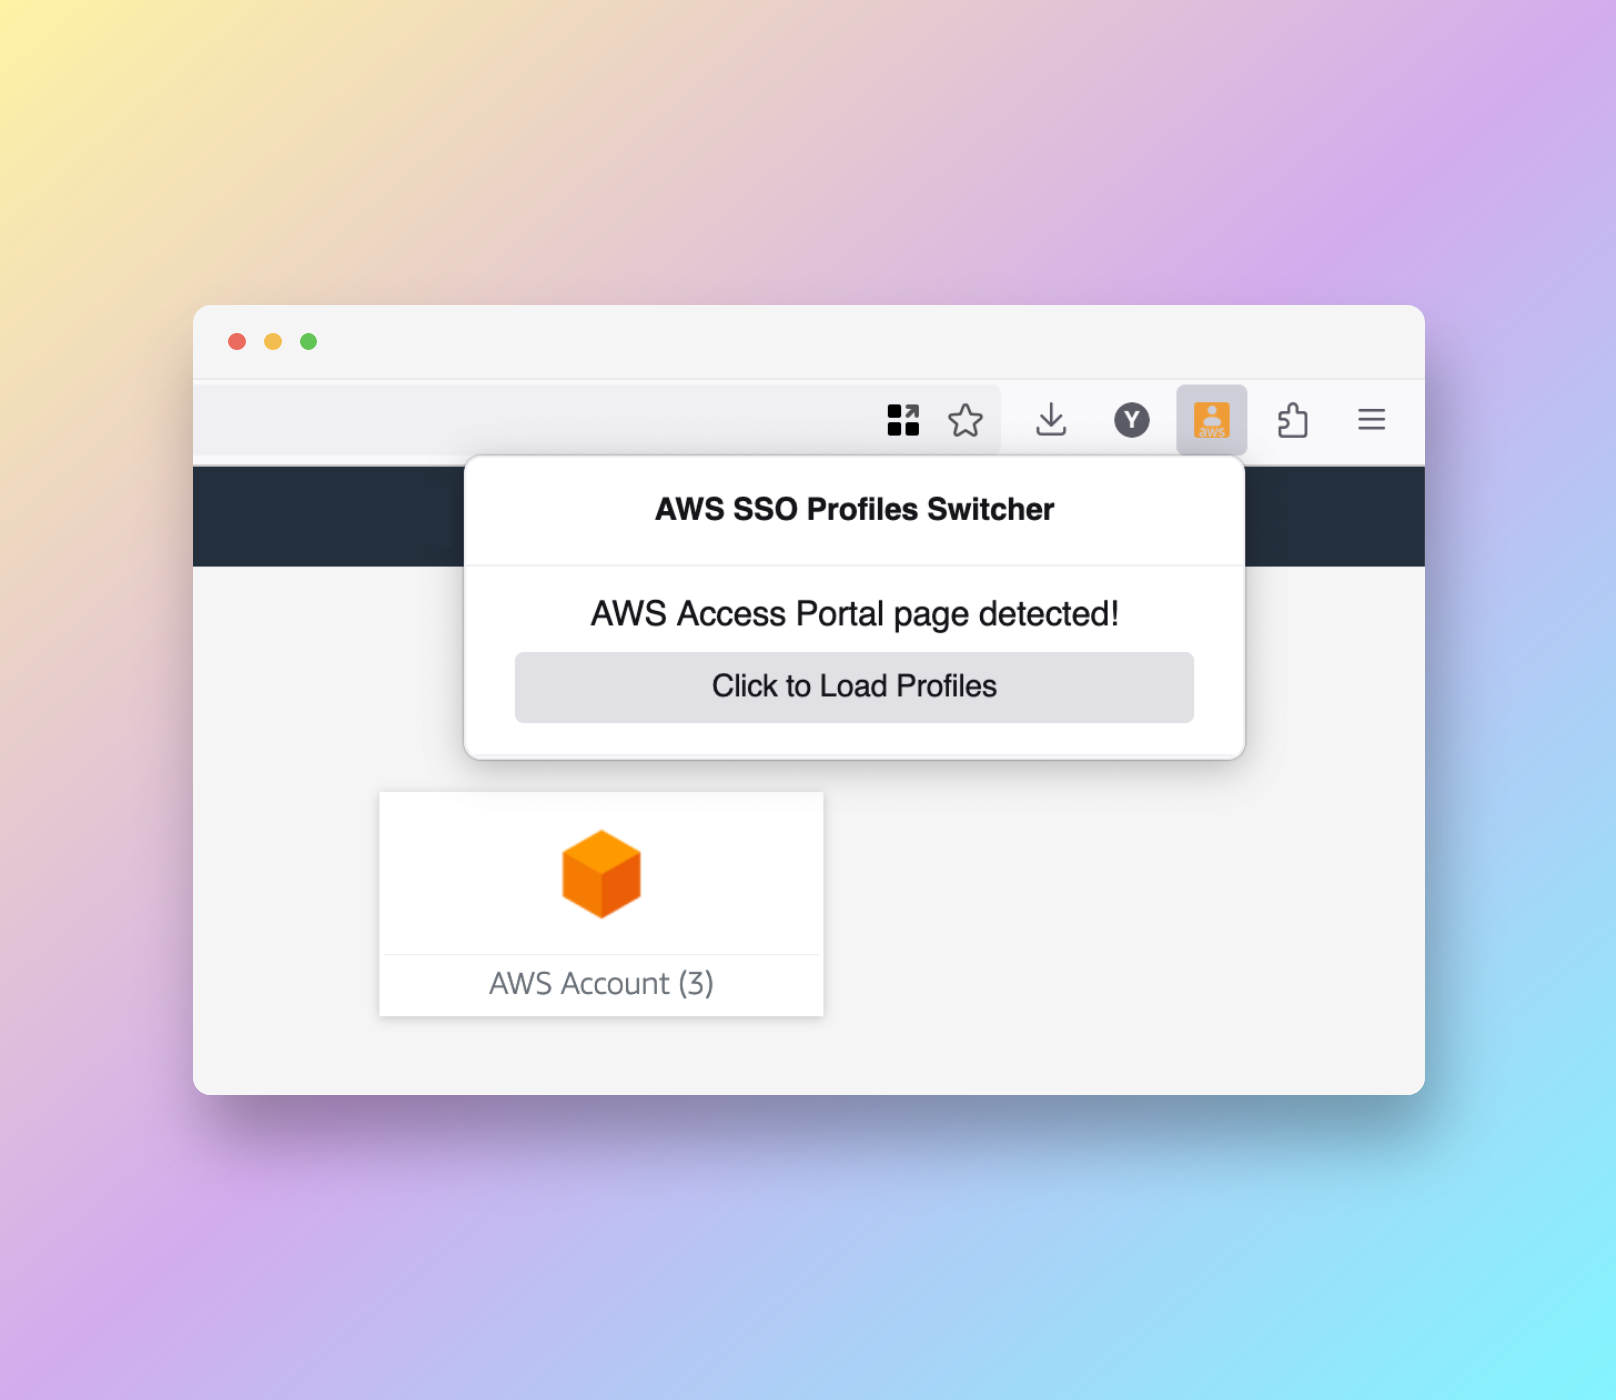 Y
aws
AWS SSO Profiles Switcher
AWS Access Portal page detected!
Click to Load Profiles
AWS Account (3)